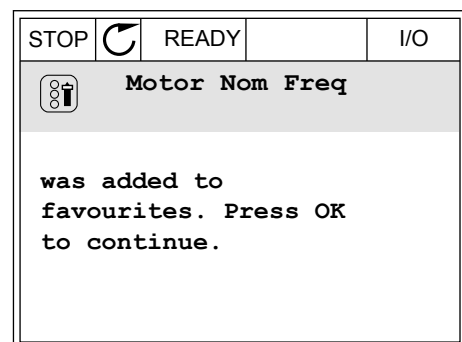 STOP READY I/O
Motor Nom Freq
was added to
favourites. Press OK
to continue.